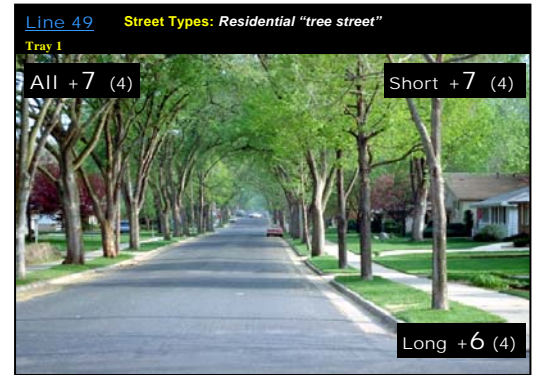 Line 49 Street Types: Residential “tree street”
Tray 1
All +7 (4) Short +7 (4)
Long +6 (4)